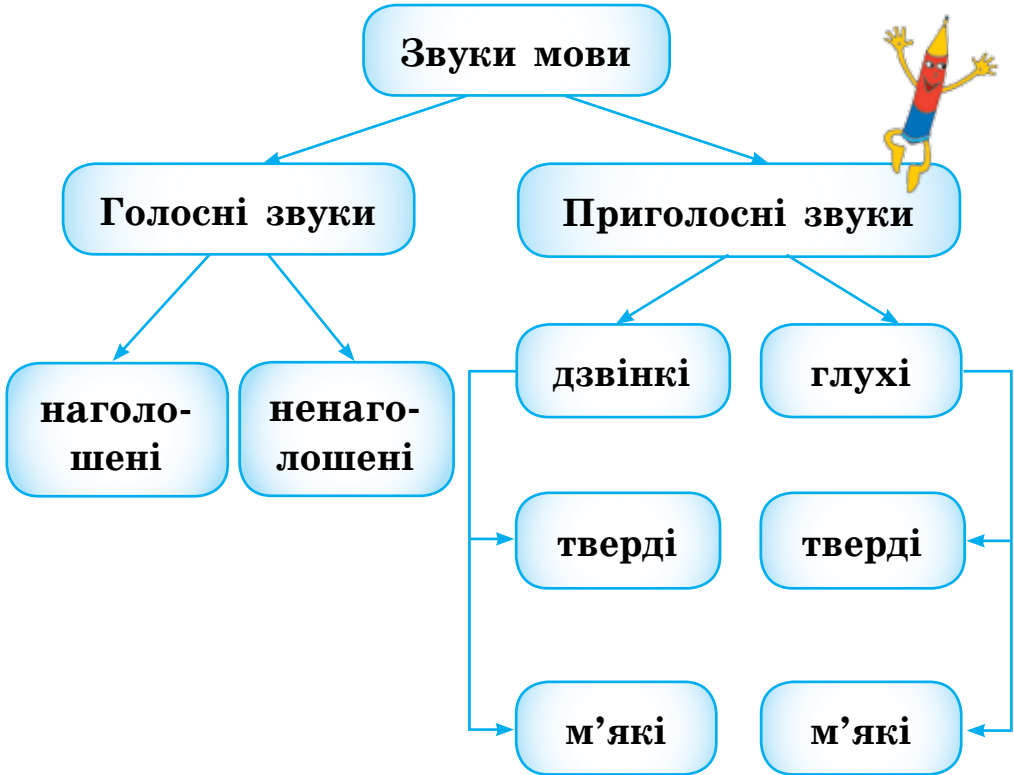 Звуки мови
Голосні звуки
Приголосні звуки
наголо-
шені
ненаго-
лошені
дзвінкі
глухі
тверді
тверді
м’які
м’які